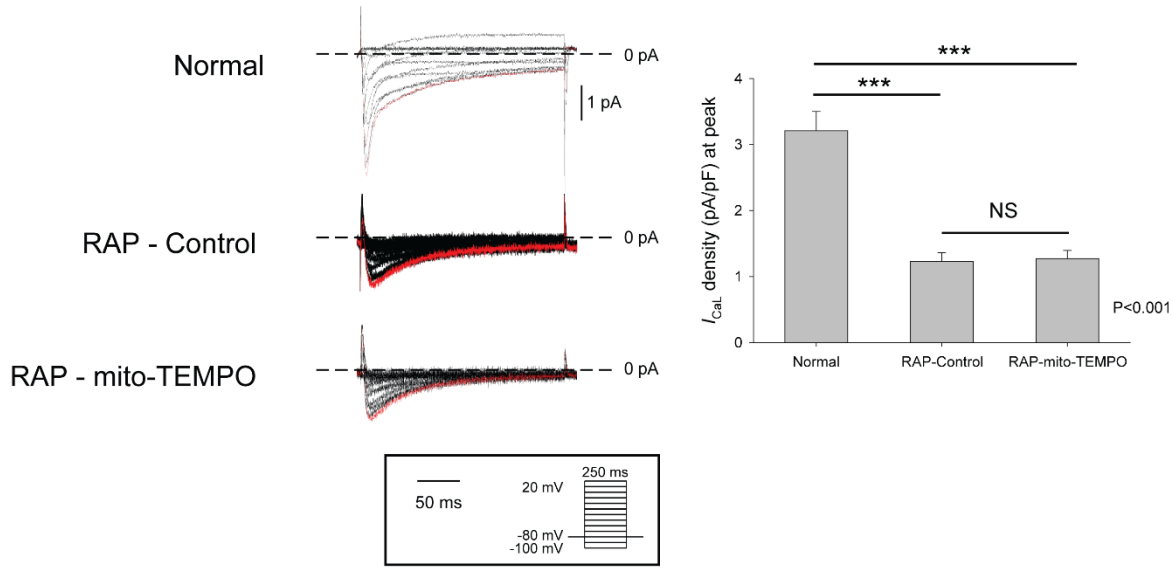 Normal
0 pA
1 pA
RAP - Control
0 pA
RAP - mito-TEMPO
0 pA
50 ms
250 ms
20 mV
-80 mV
-100 mV
I_CaL density (pA/pF) at peak
4
3
2
1
0
***
***
NS
P<0.001
Normal
RAP-Control
RAP-mito-TEMPO